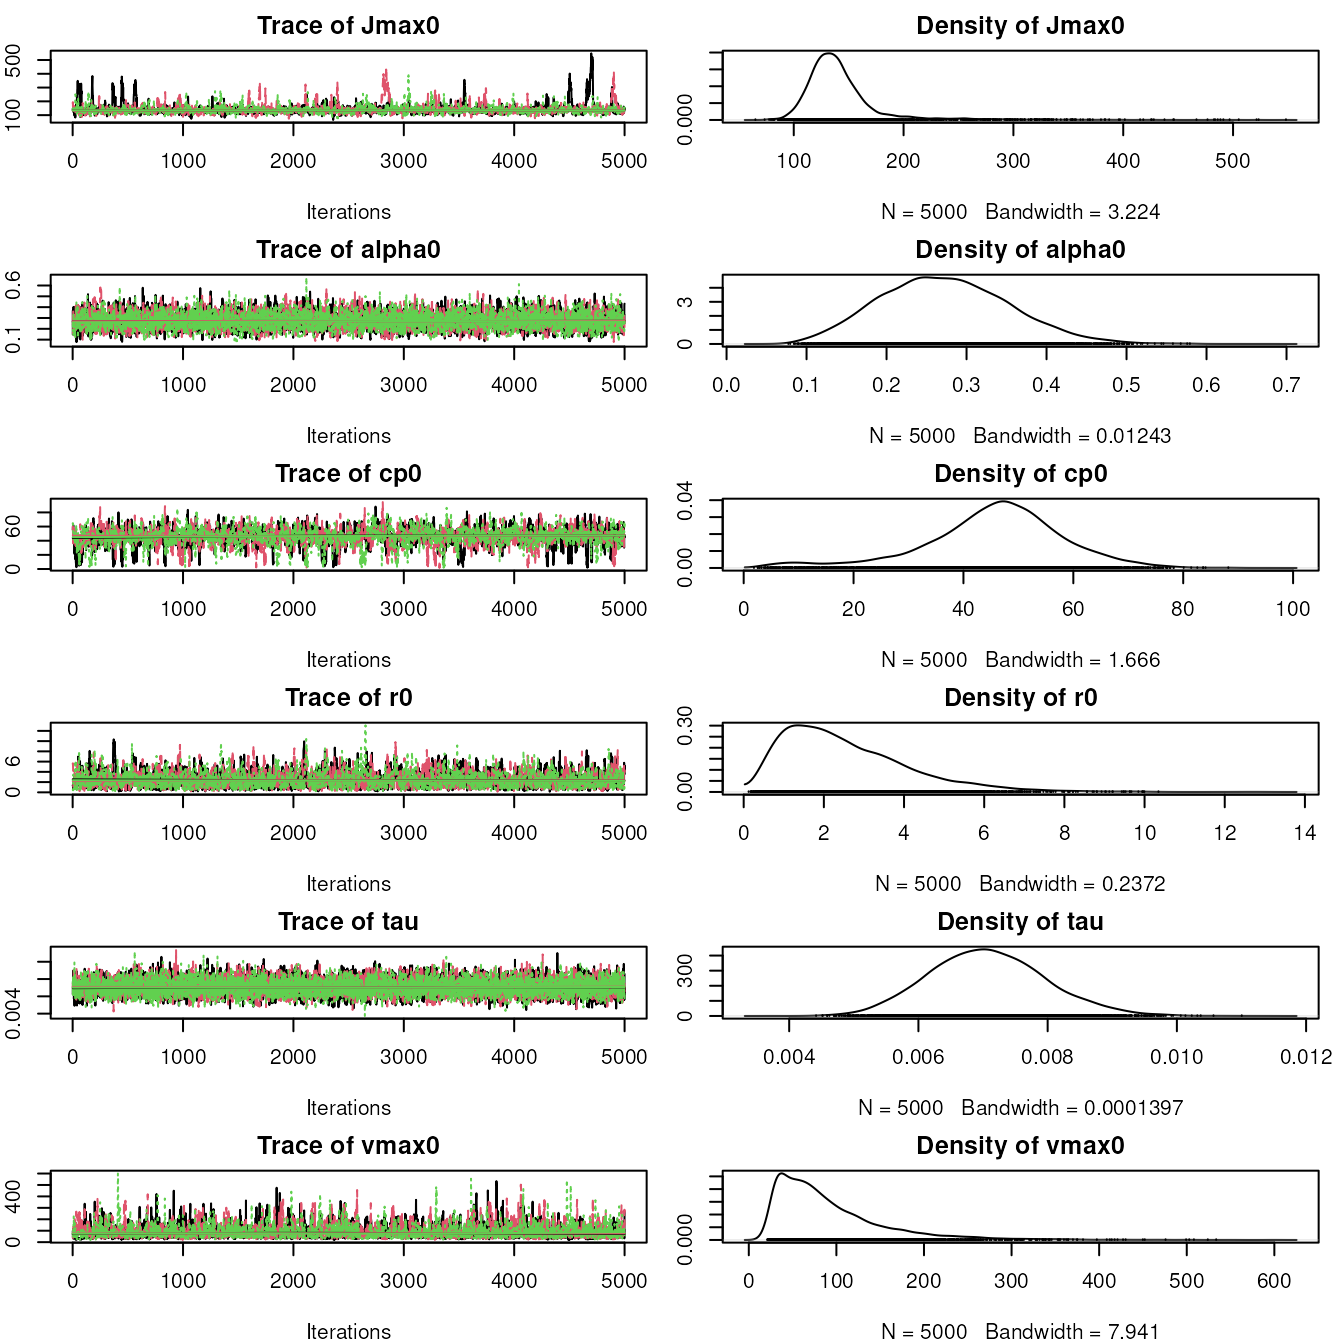 Trace of Jmax0
Density of Jmax0
100 500
0.000
0 1000 2000 3000 4000 5000
100 200 300 400 500
Iterations
N = 5000 Bandwidth = 3.224
Trace of alpha0
Density of alpha0
0.1 0.6
0 3
0 1000 2000 3000 4000 5000
0.0 0.1 0.2 0.3 0.4 0.5 0.6 0.7
Iterations
N = 5000 Bandwidth = 0.01243
Trace of cp0
Density of cp0
0 60
0.00 0.04
0 1000 2000 3000 4000 5000
0 20 40 60 80 100
Iterations
N = 5000 Bandwidth = 1.666
Trace of r0
Density of r0
0 6
0.00 0.30
0 1000 2000 3000 4000 5000
0 2 4 6 8 10 12 14
Iterations
N = 5000 Bandwidth = 0.2372
Trace of tau
Density of tau
0.004
0 300
0 1000 2000 3000 4000 5000
0.004 0.006 0.008 0.010 0.012
Iterations
N = 5000 Bandwidth = 0.0001397
Trace of vmax0
Density of vmax0
0 400
0.000
0 1000 2000 3000 4000 5000
0 100 200 300 400 500 600
Iterations
N = 5000 Bandwidth = 7.941